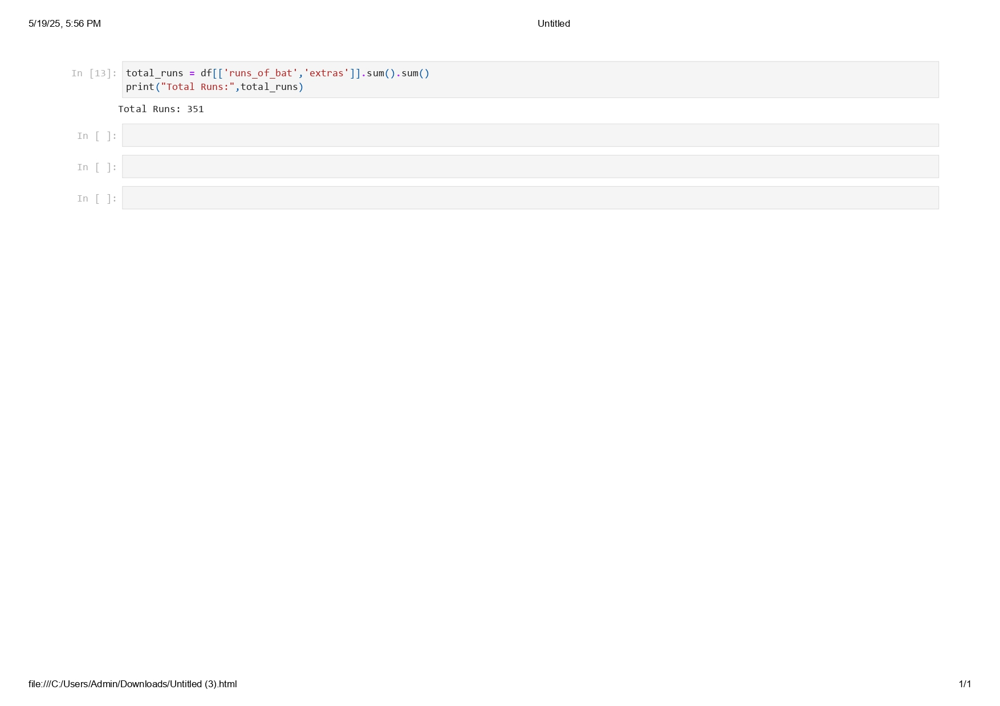 5/19/25, 5:56 PM
Untitled
In [13]: total_runs = df[['runs_of_bat','extras']].sum().sum()
print("Total Runs:",total_runs)
Total Runs: 351
In [ ]:
In [ ]:
In [ ]:
file:///C:/Users/Admin/Downloads/Untitled (3).html
1/1